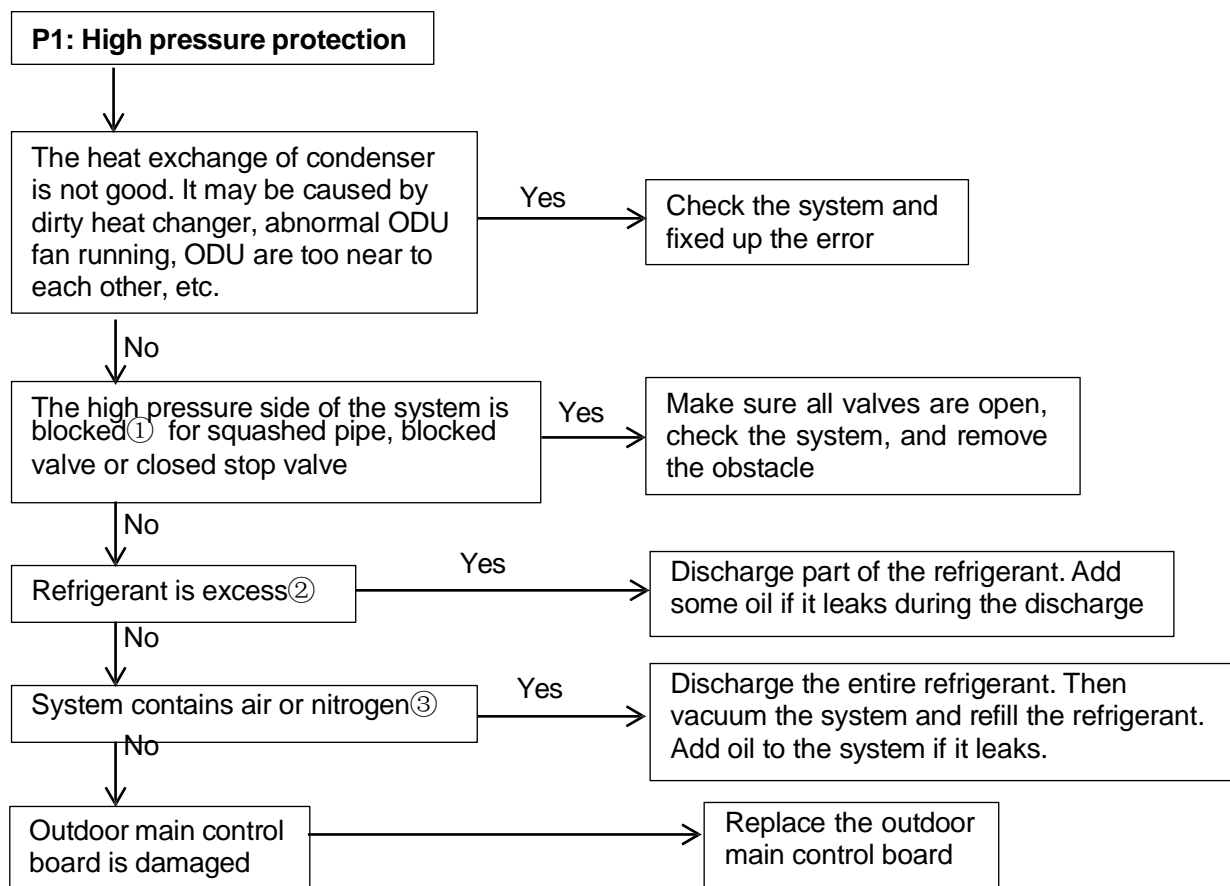 P1: High pressure protection
The heat exchange of condenser
is not good. It may be caused by
dirty heat changer, abnormal ODU
fan running, ODU are too near to
each other, etc.
Yes
Check the system and
fixed up the error
No
The high pressure side of the system is
blocked① for squashed pipe, blocked
valve or closed stop valve
Yes
Make sure all valves are open,
check the system, and remove
the obstacle
No
Refrigerant is excess②
Yes
Discharge part of the refrigerant. Add
some oil if it leaks during the discharge
No
System contains air or nitrogen③
Yes
Discharge the entire refrigerant. Then
vacuum the system and refill the refrigerant.
Add oil to the system if it leaks.
No
Outdoor main control
board is damaged
Replace the outdoor
main control board